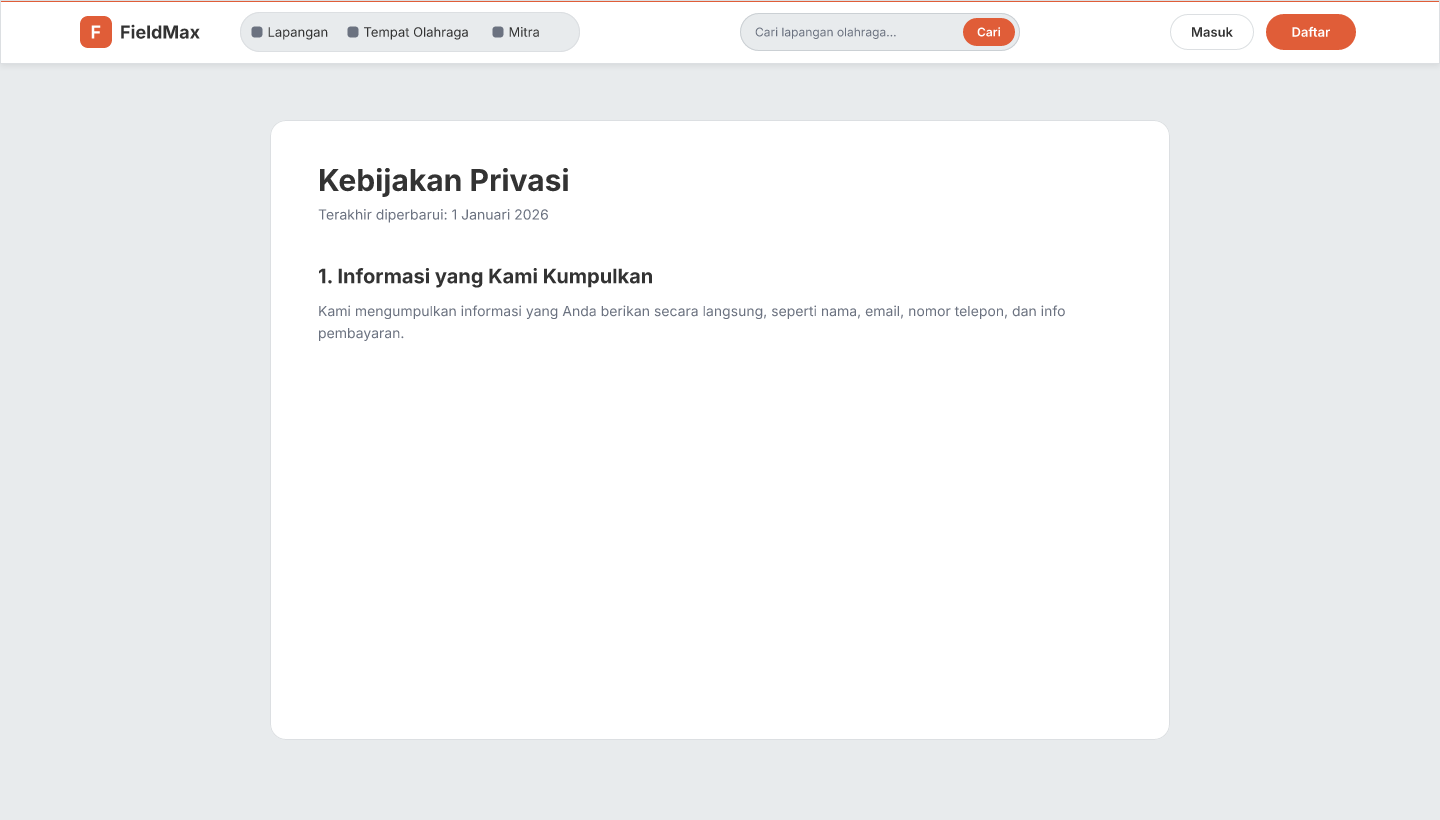 F FieldMax
Lapangan Tempat Olahraga Mitra
Cari lapangan olahraga... Cari
Masuk Daftar
Kebijakan Privasi
Terakhir diperbarui: 1 Januari 2026
1. Informasi yang Kami Kumpulkan
Kami mengumpulkan informasi yang Anda berikan secara langsung, seperti nama, email, nomor telepon, dan info
pembayaran.